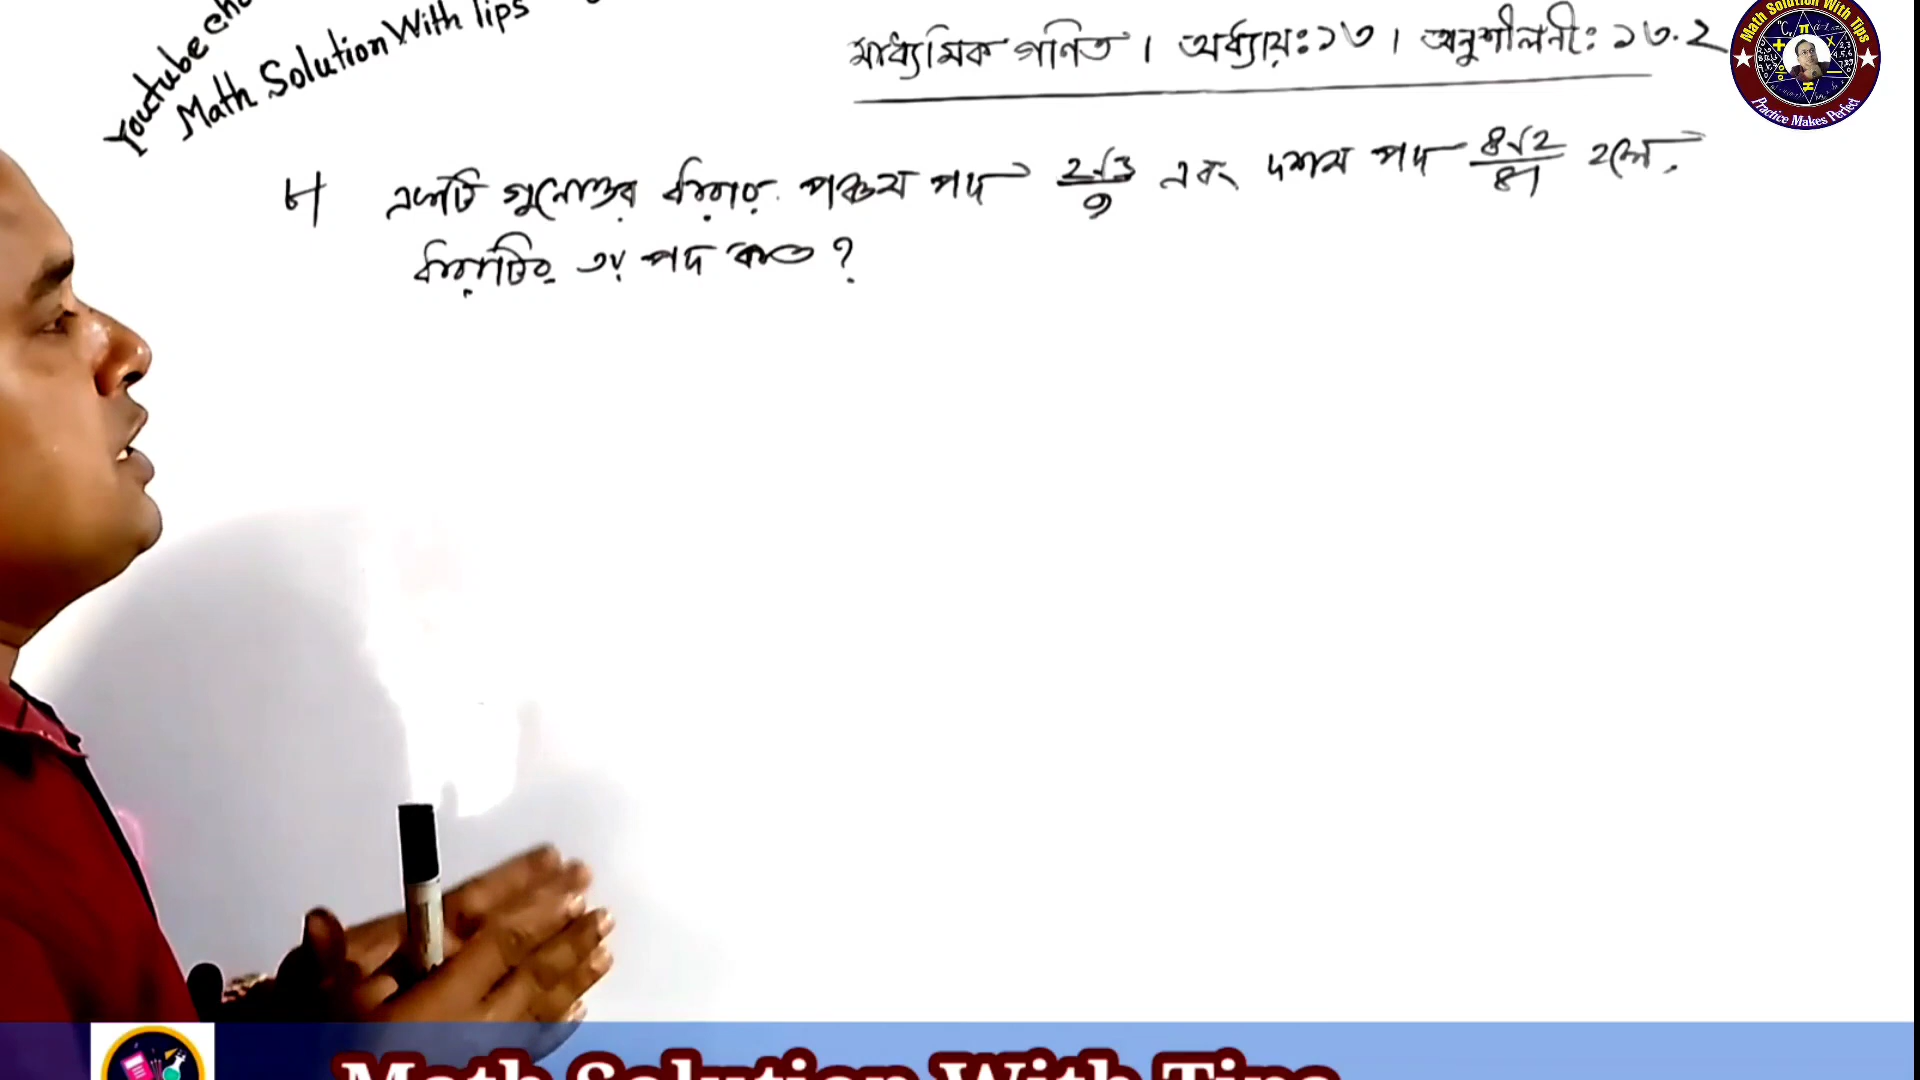 Youtube cha
Math Solution With Tips
মাধ্যমিক গণিত। অধ্যায়ঃ১৩। অনুশীলনীঃ ১৩.২
Math Solution With Tips
Practice Makes Perfect
৮। একটি গুনোত্তর ধারার পঞ্চম পদ 2√3/9 এবং দশম পদ 8√2/81 হলে
ধারাটির ৩য় পদ কত?
Math Solution With Tips